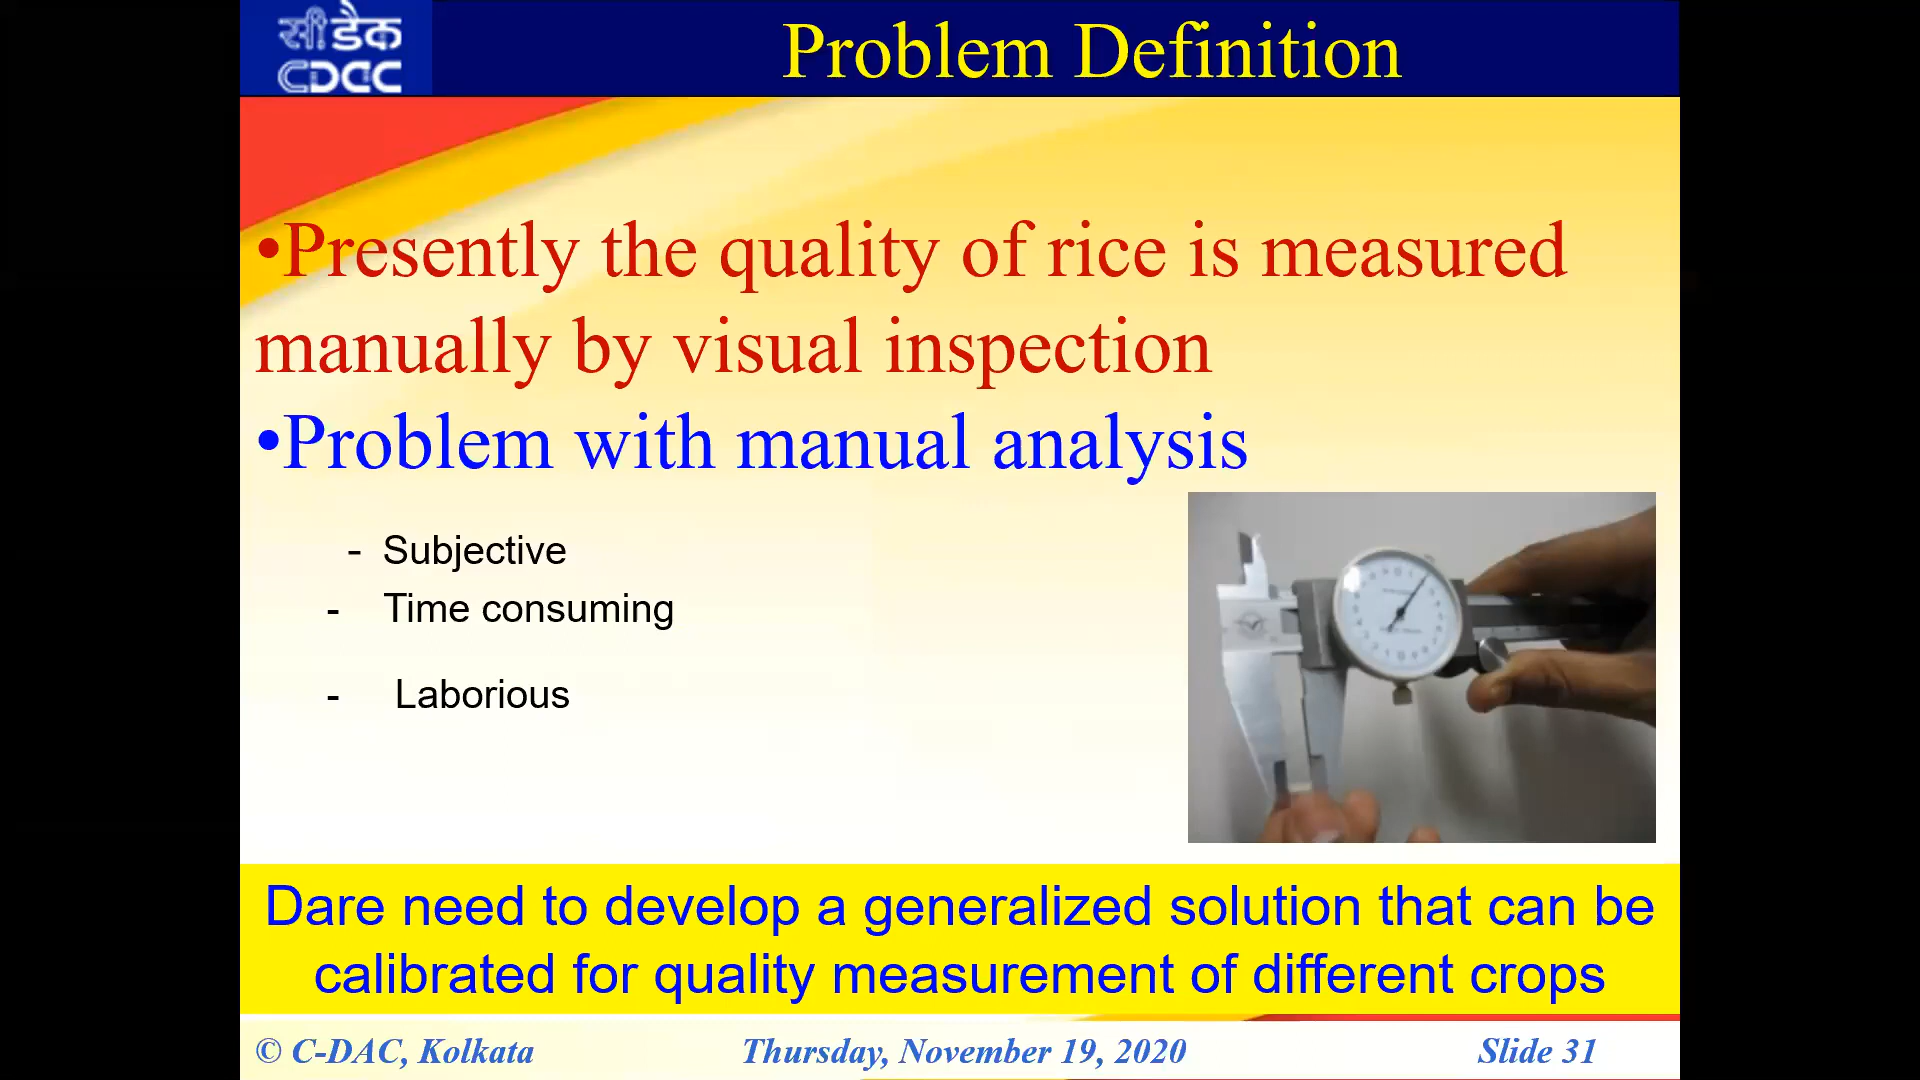 सी डैक
CDAC
Problem Definition
•Presently the quality of rice is measured
manually by visual inspection
•Problem with manual analysis
- Subjective
- Time consuming
- Laborious
Dare need to develop a generalized solution that can be
calibrated for quality measurement of different crops
© C-DAC, Kolkata Thursday, November 19, 2020 Slide 31